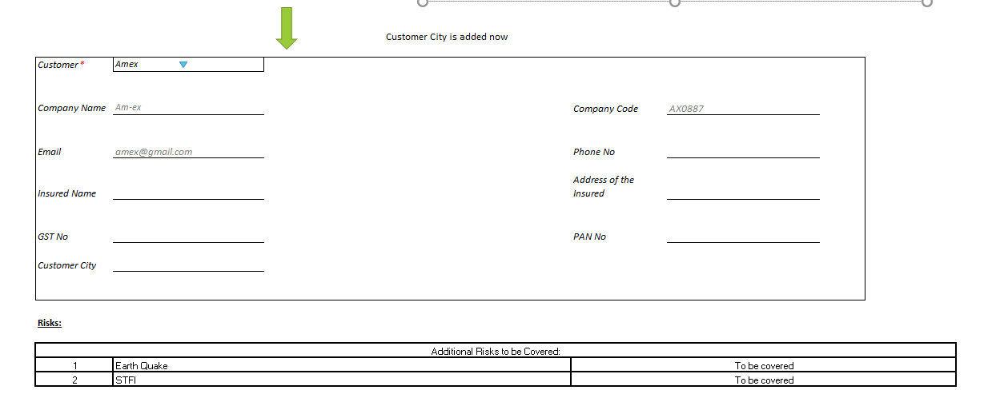 Customer City is added now
Customer* Amex
Company Name Am-ex Company Code AX0887
Email amex@gmail.com Phone No
Address of the
Insured Name Insured
GST No PAN No
Customer City
Risks:
Additional Risks to be Covered:
1 Earth Quake To be covered
2 STFI To be covered